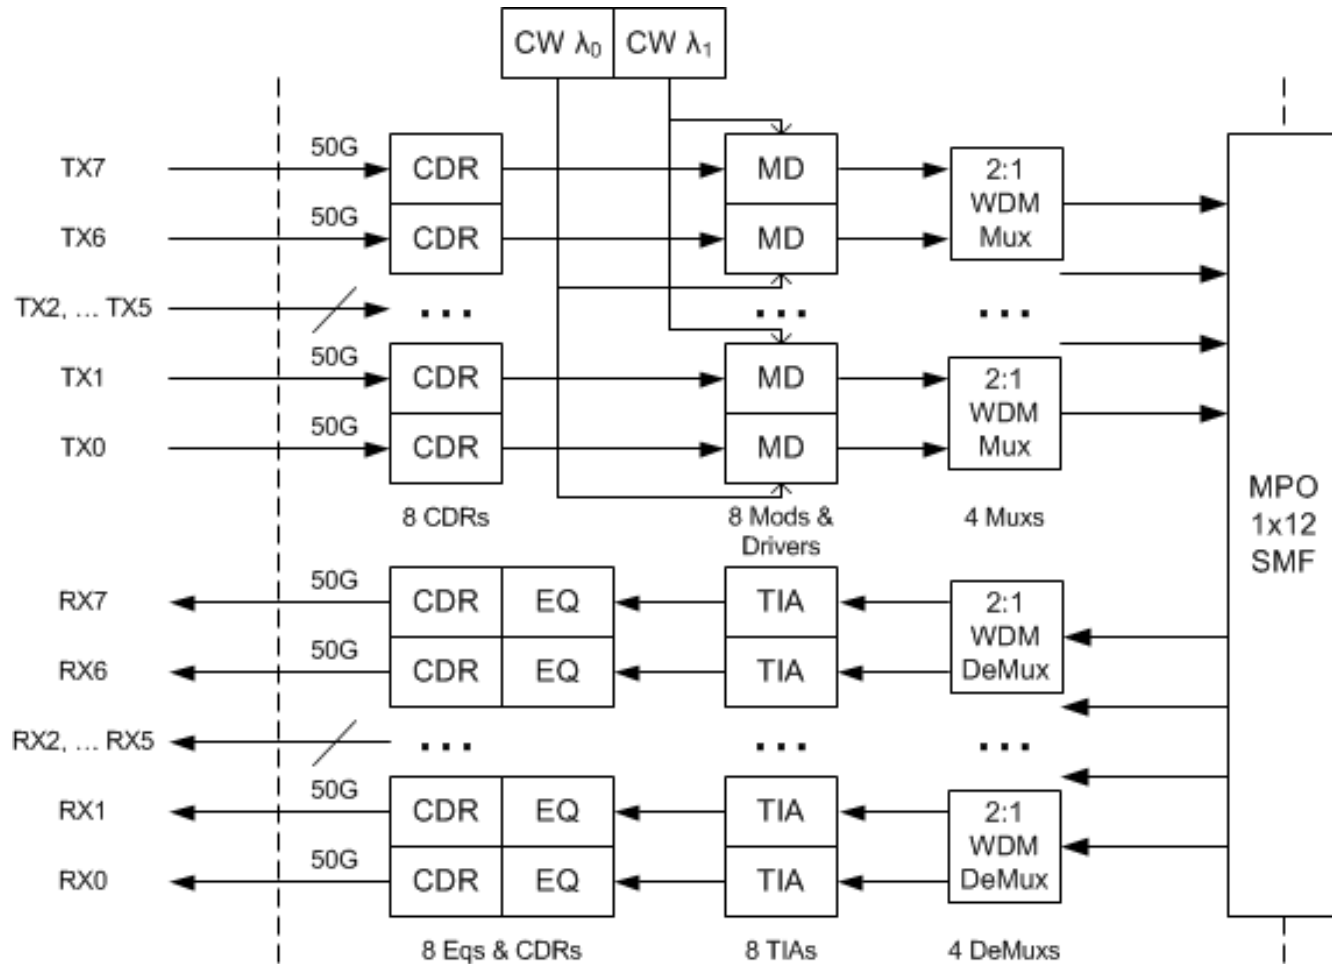 CW λ0 CW λ1
50G
TX7 CDR MD 2:1
WDM
Mux
50G
TX6 CDR MD
TX2, ... TX5 ... ... ...
50G
TX1 CDR MD 2:1
WDM
Mux
50G
TX0 CDR MD
8 CDRs 8 Mods &
Drivers 4 Muxs
MPO
1x12
SMF
50G
RX7 CDR EQ TIA 2:1
WDM
DeMux
50G
RX6 CDR EQ TIA
RX2, ... RX5 ... ... ...
50G
RX1 CDR EQ TIA 2:1
WDM
DeMux
50G
RX0 CDR EQ TIA
8 Eqs & CDRs 8 TIAs 4 DeMuxs